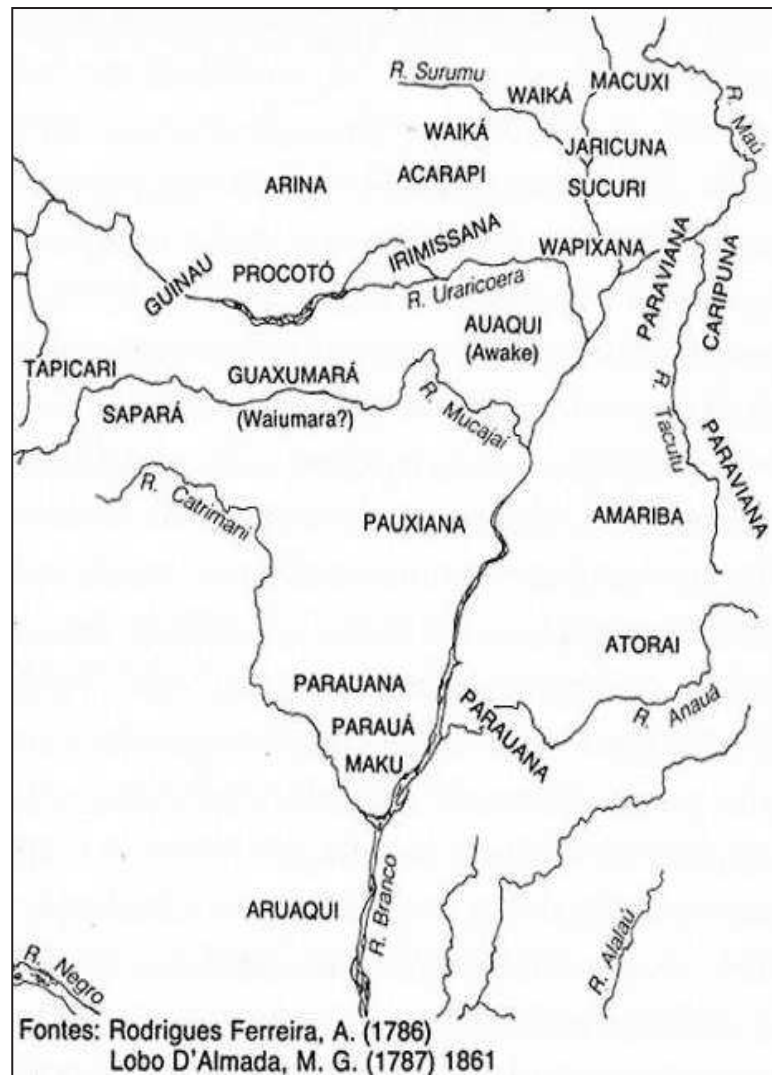 MACUXI
R. Surumu
WAIKÁ
R. Maú
WAIKÁ
JARICUNA
ARINA
ACARAPI
SUCURI
IRIMISSANA
WAPIXANA
GUINAU
PROCOTÓ
R. Uraricoera
PARAVIANA
CARIPUNA
AUAQUI
(Awake)
TAPICARI
GUAXUMARÁ
SAPARÁ
(Waiumara?)
R. Mucajaí
R. Tacutu
PARAVIANA
R. Catrimani
PAUXIANA
AMARIBA
ATORAI
PARAUANA
R. Anauá
PARAUANA
PARAUÁ
MAKU
ARUAQUI
R. Branco
R. Alalaú
R. Negro
Fontes: Rodrigues Ferreira, A. (1786)
Lobo D'Almada, M. G. (1787) 1861